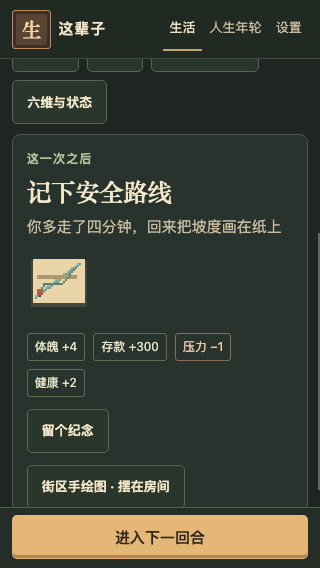 生
这辈子
生活
人生年轮
设置
六维与状态
这一次之后
记下安全路线
你多走了四分钟，回来把坡度画在纸上
体魄 +4
存款 +300
压力 −1
健康 +2
留个纪念
街区手绘图 · 摆在房间
进入下一回合